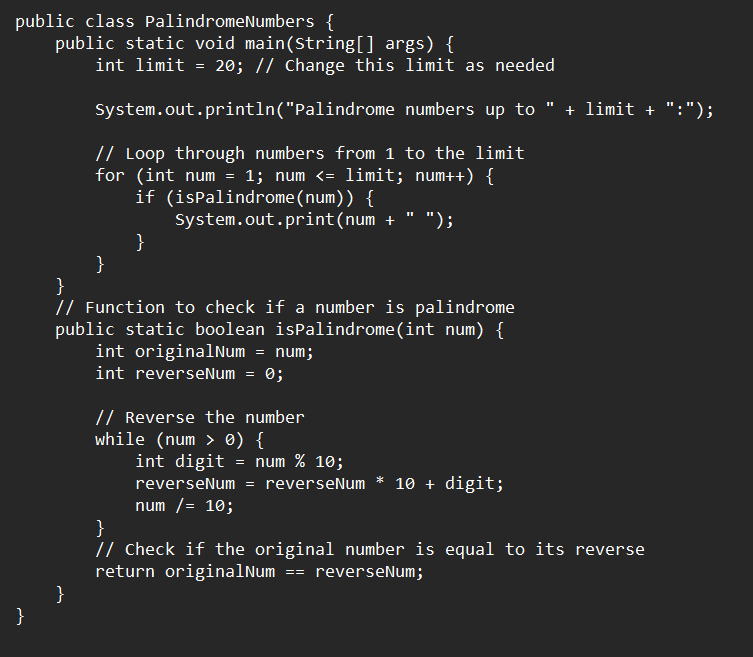 public class PalindromeNumbers {
    public static void main(String[] args) {
        int limit = 20; // Change this limit as needed

        System.out.println("Palindrome numbers up to " + limit + ":");

        // Loop through numbers from 1 to the limit
        for (int num = 1; num <= limit; num++) {
            if (isPalindrome(num)) {
                System.out.print(num + " ");
            }
        }
    }
    // Function to check if a number is palindrome
    public static boolean isPalindrome(int num) {
        int originalNum = num;
        int reverseNum = 0;

        // Reverse the number
        while (num > 0) {
            int digit = num % 10;
            reverseNum = reverseNum * 10 + digit;
            num /= 10;
        }
        // Check if the original number is equal to its reverse
        return originalNum == reverseNum;
    }
}